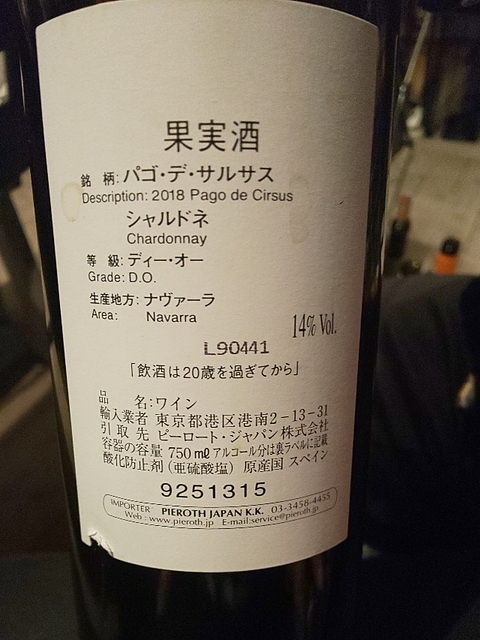 果実酒
銘 柄: パゴ・デ・サルサス
Description: 2018 Pago de Cirsus
シャルドネ
Chardonnay
等 級: ディー・オー
Grade: D.O.
生産地方: ナヴァーラ
Area: Navarra
14% Vol.
L90441
「飲酒は20歳を過ぎてから」
品 名:ワイン
輸入業者 東京都港区港南2-13-31
引 取 先 ピーロート・ジャパン株式会社
容器の容量 750mℓ アルコール分は裏ラベルに記載
酸化防止剤(亜硫酸塩) 原産国 スペイン
9251315
IMPORTER PIEROTH JAPAN K.K. 03-3458-4455
Web: www.pieroth.jp E-mail:service@pieroth.jp